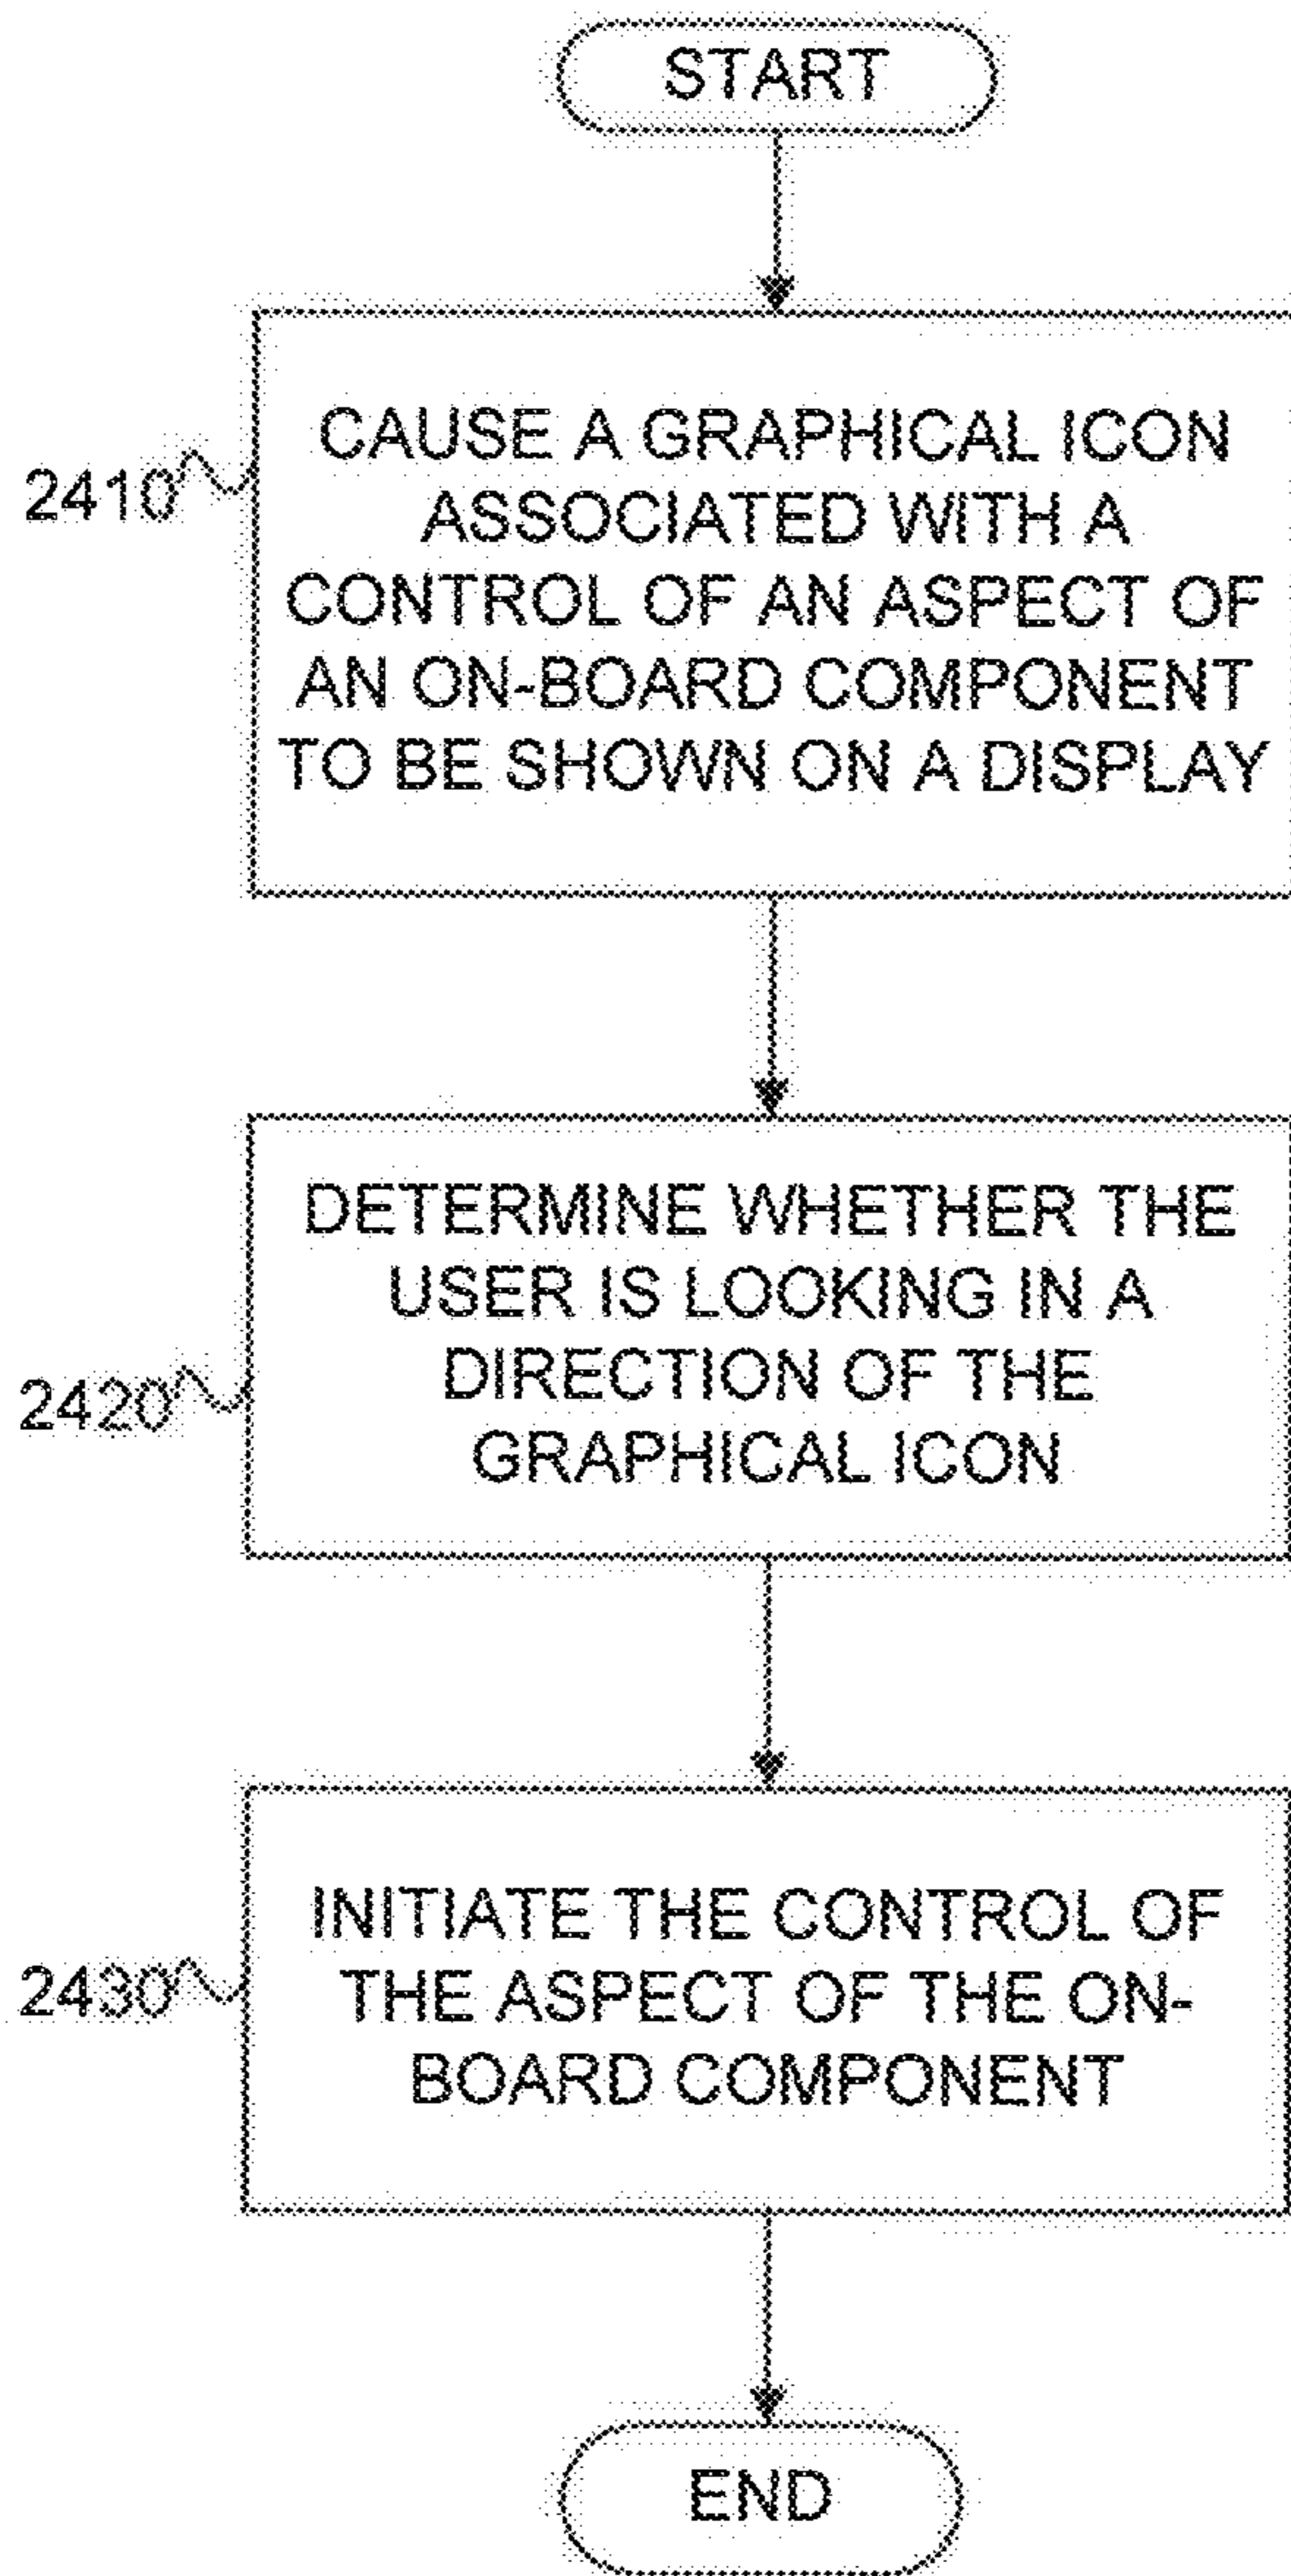 START
2410
CAUSE A GRAPHICAL ICON
ASSOCIATED WITH A
CONTROL OF AN ASPECT OF
AN ON-BOARD COMPONENT
TO BE SHOWN ON A DISPLAY
2420
DETERMINE WHETHER THE
USER IS LOOKING IN A
DIRECTION OF THE
GRAPHICAL ICON
2430
INITIATE THE CONTROL OF
THE ASPECT OF THE ON-
BOARD COMPONENT
END